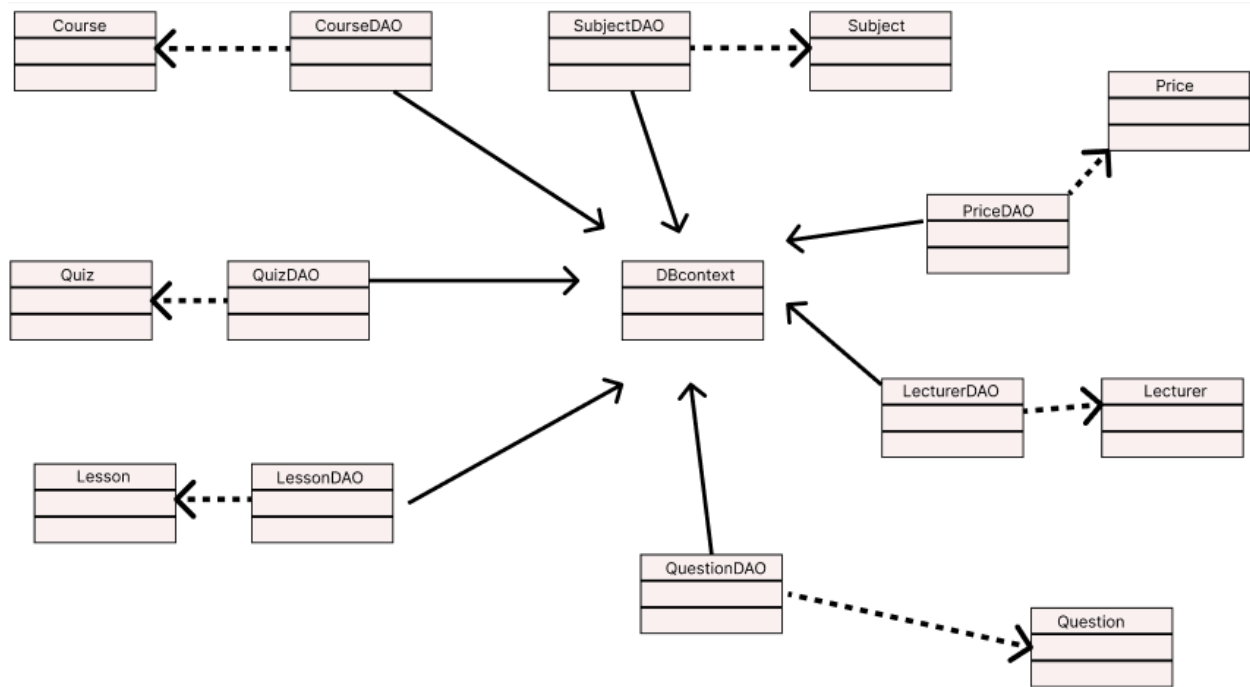 Course
CourseDAO
SubjectDAO
Subject
Price
PriceDAO
Quiz
QuizDAO
DBcontext
LecturerDAO
Lecturer
Lesson
LessonDAO
QuestionDAO
Question